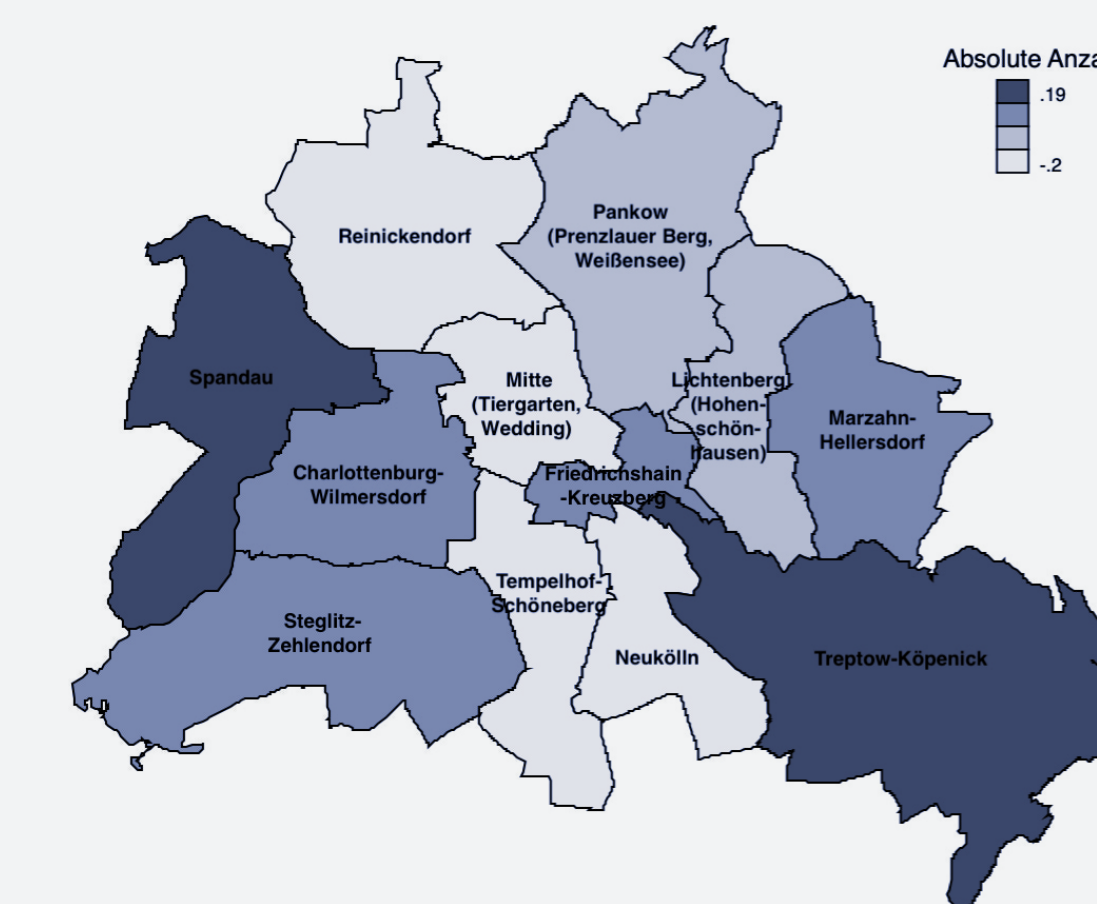 Absolute Anza
.19
-.2
Pankow
(Prenzlauer Berg,
Weißensee)
Reinickendorf
Spandau
Mitte
(Tiergarten,
Wedding)
Lichtenberg
(Hohen-
schön-
hausen)
Marzahn-
Hellersdorf
Charlottenburg-
Wilmersdorf
Friedrichshain
-Kreuzberg
Tempelhof-
Schöneberg
Steglitz-
Zehlendorf
Neukölln
Treptow-Köpenick